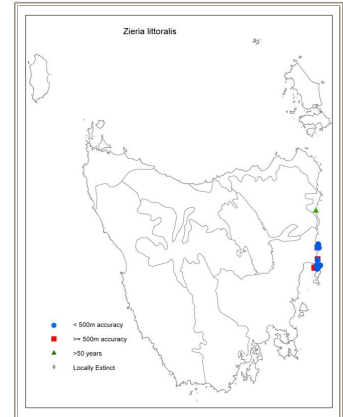 Zieria littoralis
< 500m accuracy
>= 500m accuracy
>50 years
Locally Extinct